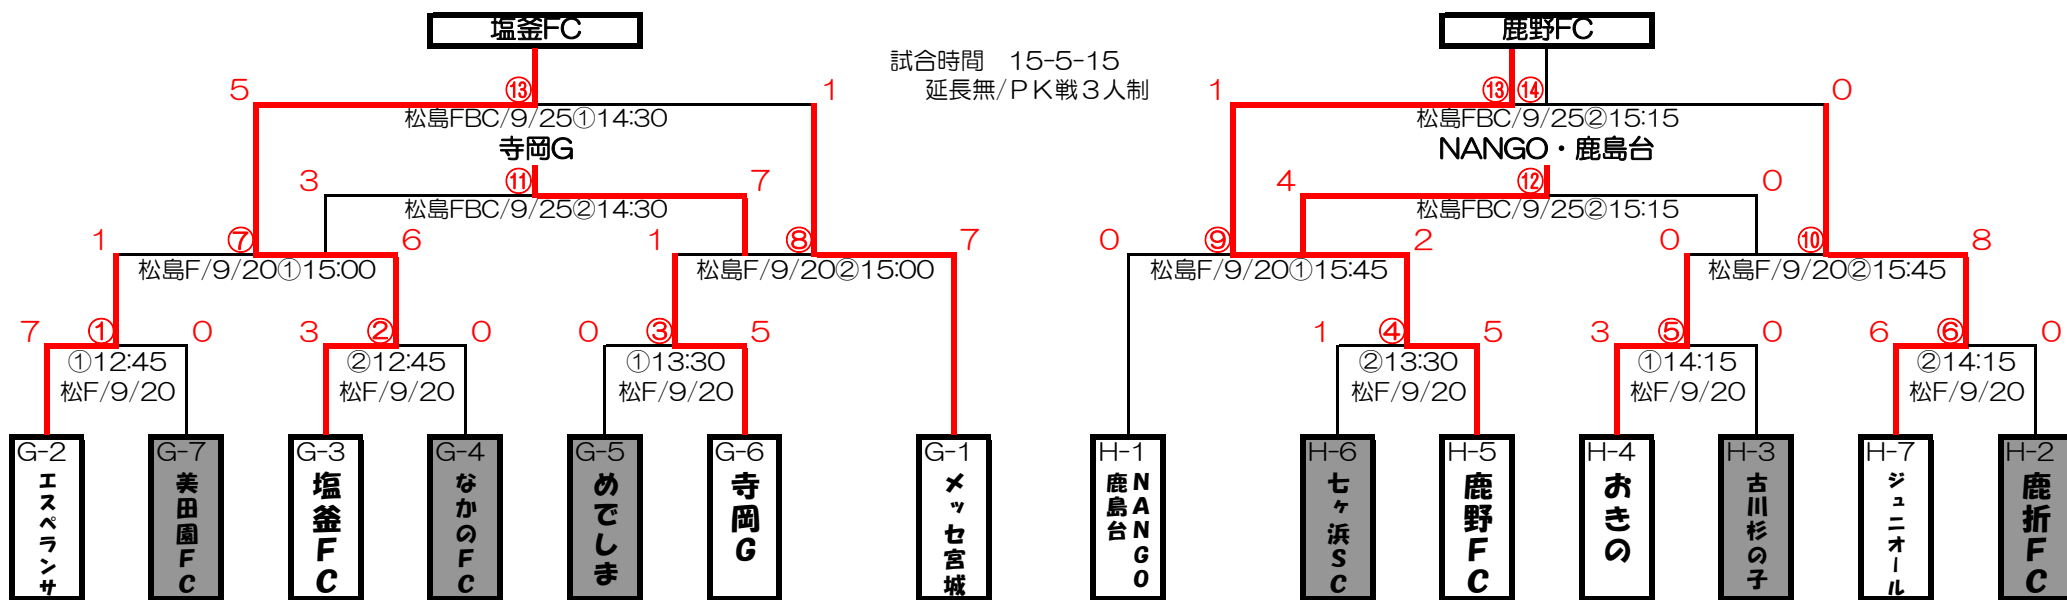 塩釜FC
鹿野FC
試合時間　15-5-15
延長無/PK戦３人制
5 ⑬ 1
1 ⑬ ⑭ 0
松島FBC/9/25①14:30
松島FBC/9/25②15:15
寺岡G
NANGO・鹿島台
3 ⑪ 7
4 ⑫ 0
松島FBC/9/25②14:30
松島FBC/9/25②15:15
1 ⑦ 6 1 ⑧ 7
0 ⑨ 2 0 ⑩ 8
松島F/9/20①15:00
松島F/9/20②15:00
松島F/9/20①15:45
松島F/9/20②15:45
7 ① 0 3 ② 0 0 ③ 5
1 ④ 5 3 ⑤ 0 6 ⑥ 0
①12:45
松F/9/20
②12:45
松F/9/20
①13:30
松F/9/20
②13:30
松F/9/20
①14:15
松F/9/20
②14:15
松F/9/20
G-2
エスペランサ
G-7
美田園FC
G-3
塩釜FC
G-4
なかのFC
G-5
めでしま
G-6
寺岡G
G-1
メッセ宮城
H-1
NANGO
鹿島台
H-6
七ヶ浜SC
H-5
鹿野FC
H-4
おきの
H-3
古川杉の子
H-7
ジュニオール
H-2
鹿折FC